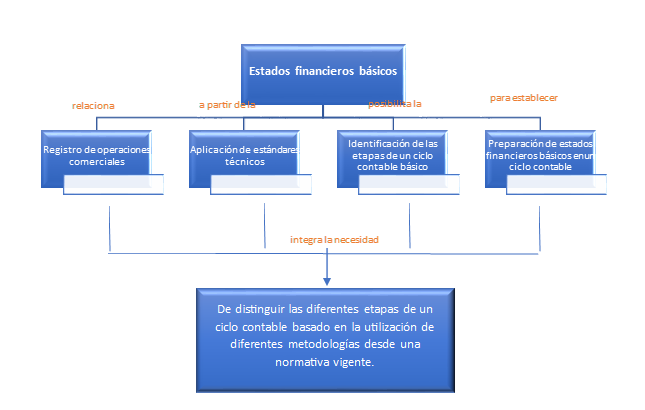 Estados financieros básicos
relaciona
a partir de la
posibilita la
para establecer
Registro de operaciones
comerciales
Aplicación de estándares
técnicos
Identificación de las
etapas de un ciclo
contable básico
Preparación de estados
financieros básicos en un
ciclo contable
integra la necesidad
De distinguir las diferentes etapas de un
ciclo contable basado en la utilización de
diferentes metodologías desde una
normativa vigente.